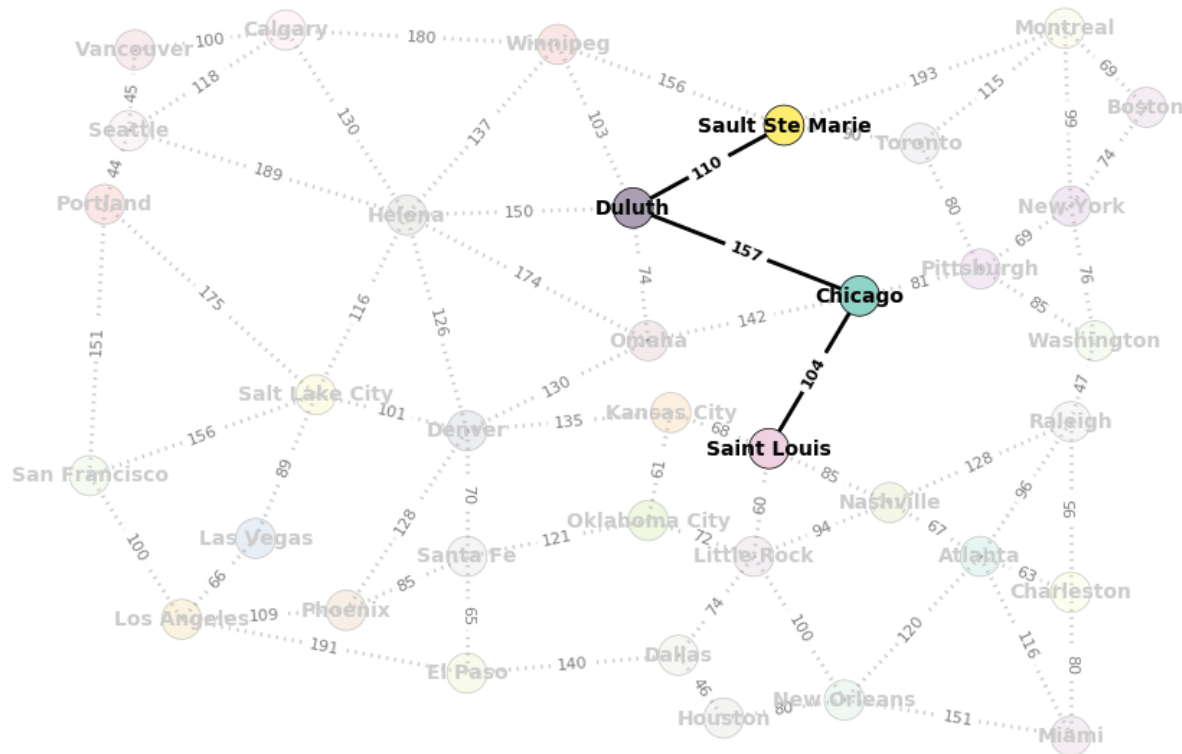 Montreal
Calgary
180
Winnipeg
Vancouver
100
69
118
156
193
115
45
Boston
Sault Ste Marie
130
137
103
66
Seattle
90
Toronto
74
44
110
189
80
Portland
Duluth
New York
Helena
150
69
157
76
74
Pittsburgh
174
81
85
175
Chicago
116
126
142
151
Omaha
Washington
130
47
Salt Lake City
101
104
Kansas City
135
68
Raleigh
156
Denver
Saint Louis
128
89
61
85
San Francisco
96
70
60
Nashville
95
128
Oklahoma City
67
Las Vegas
121
72
94
100
Santa Fe
Little Rock
Atlanta
66
85
63
Charleston
74
Phoenix
109
65
100
120
Los Angeles
191
116
140
Dallas
El Paso
80
46
New Orleans
80
Houston
151
Miami